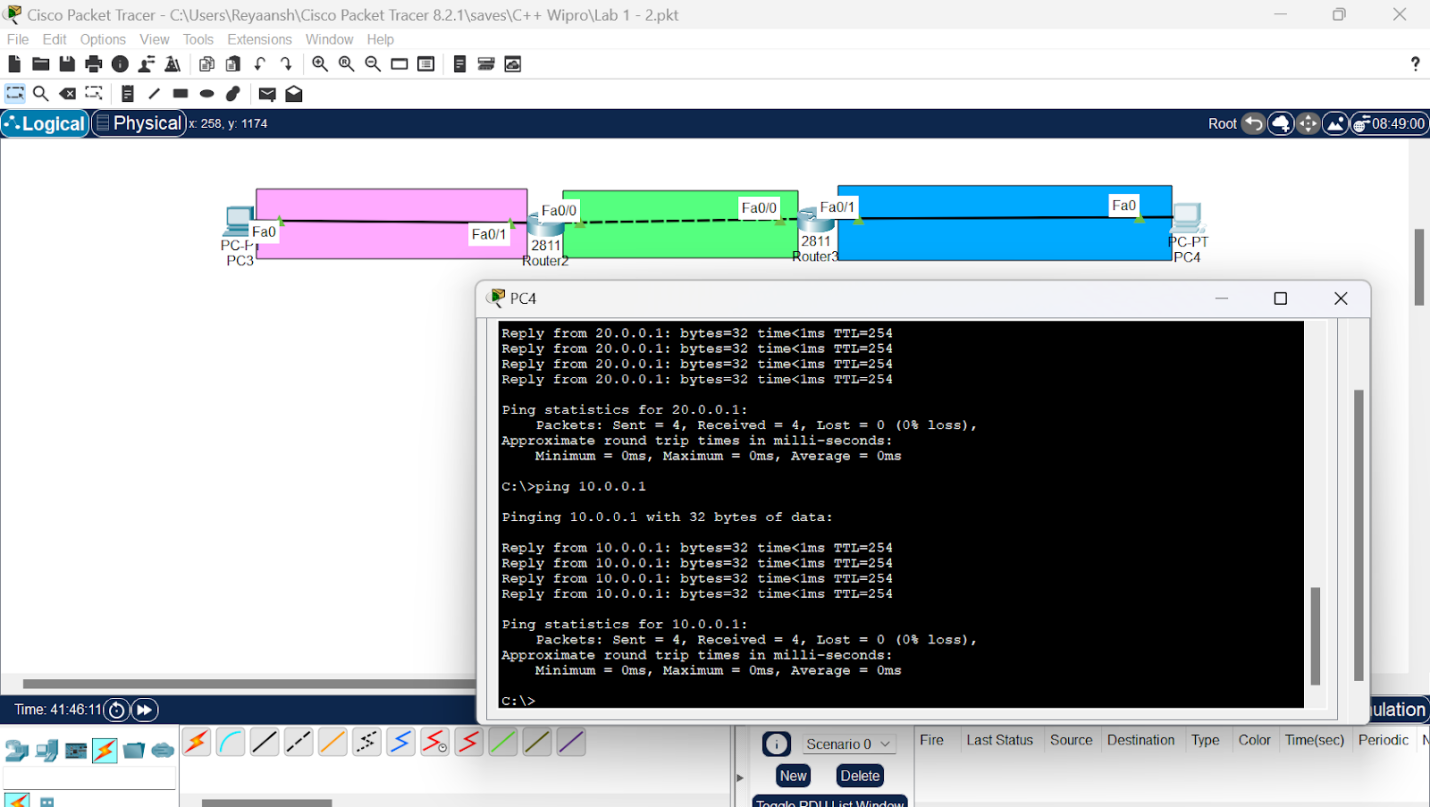 Cisco Packet Tracer - C:\Users\Reyaansh\Cisco Packet Tracer 8.2.1\saves\C++ Wipro\Lab 1 - 2.pkt
File Edit Options View Tools Extensions Window Help
?
Logical Physical x: 258, y: 1174 Root 08:49:00
Fa0 Fa0/1 Fa0/0 Fa0/0 Fa0/1 Fa0
PC-P 2811 2811 PC-PT
PC3 Router2 Router3 PC4
PC4
Reply from 20.0.0.1: bytes=32 time<1ms TTL=254
Reply from 20.0.0.1: bytes=32 time<1ms TTL=254
Reply from 20.0.0.1: bytes=32 time<1ms TTL=254
Reply from 20.0.0.1: bytes=32 time<1ms TTL=254
Ping statistics for 20.0.0.1:
Packets: Sent = 4, Received = 4, Lost = 0 (0% loss),
Approximate round trip times in milli-seconds:
Minimum = 0ms, Maximum = 0ms, Average = 0ms
C:\>ping 10.0.0.1
Pinging 10.0.0.1 with 32 bytes of data:
Reply from 10.0.0.1: bytes=32 time<1ms TTL=254
Reply from 10.0.0.1: bytes=32 time<1ms TTL=254
Reply from 10.0.0.1: bytes=32 time<1ms TTL=254
Reply from 10.0.0.1: bytes=32 time<1ms TTL=254
Ping statistics for 10.0.0.1:
Packets: Sent = 4, Received = 4, Lost = 0 (0% loss),
Approximate round trip times in milli-seconds:
Minimum = 0ms, Maximum = 0ms, Average = 0ms
C:\>
Time: 41:46:11 ulation
Scenario 0 Fire Last Status Source Destination Type Color Time(sec) Periodic N
New Delete
Toggle PDU List Window